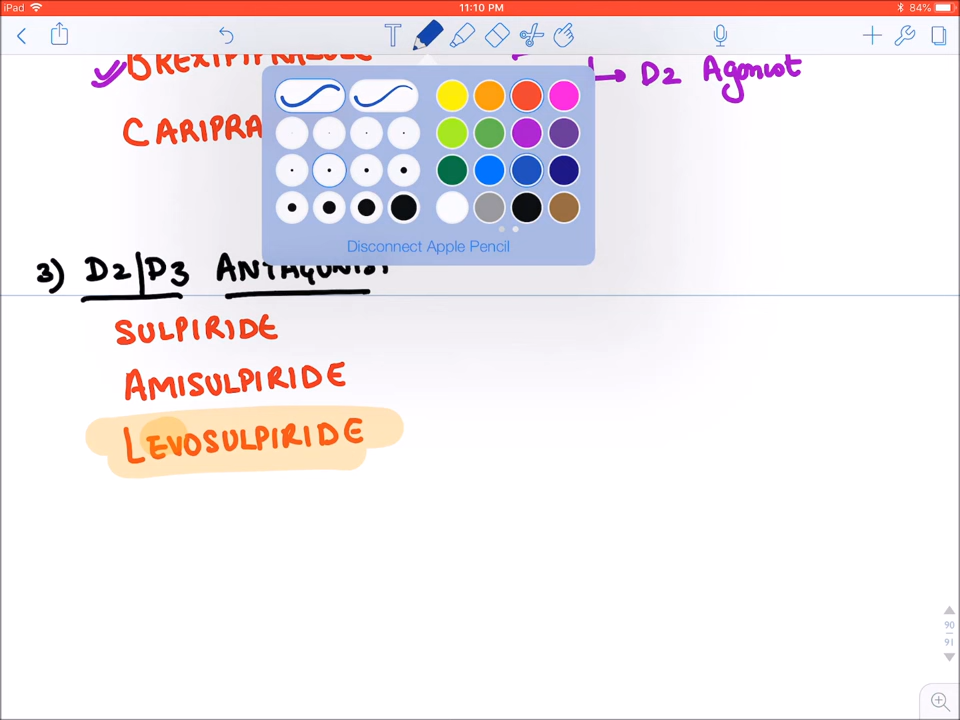 iPad 11:10 PM 84%
T
BREXIPIPRAZOLE
D2 Agonist
CARIPRA
Disconnect Apple Pencil
3) D2|D3 ANTAGONIST
SULPIRIDE
AMISULPIRIDE
LEVOSULPIRIDE
90
91